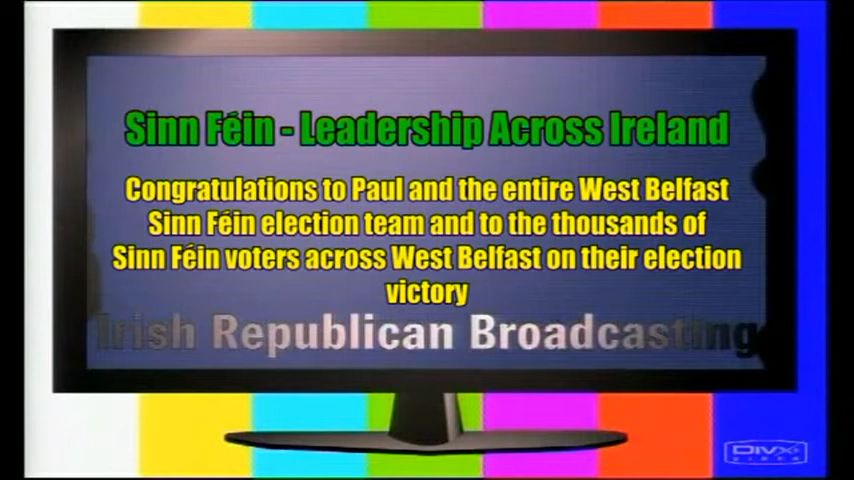 Sinn Féin - Leadership Across Ireland
Congratulations to Paul and the entire West Belfast
Sinn Féin election team and to the thousands of
Sinn Féin voters across West Belfast on their election
victory
Irish Republican Broadcasting
DIVX
VIDEO